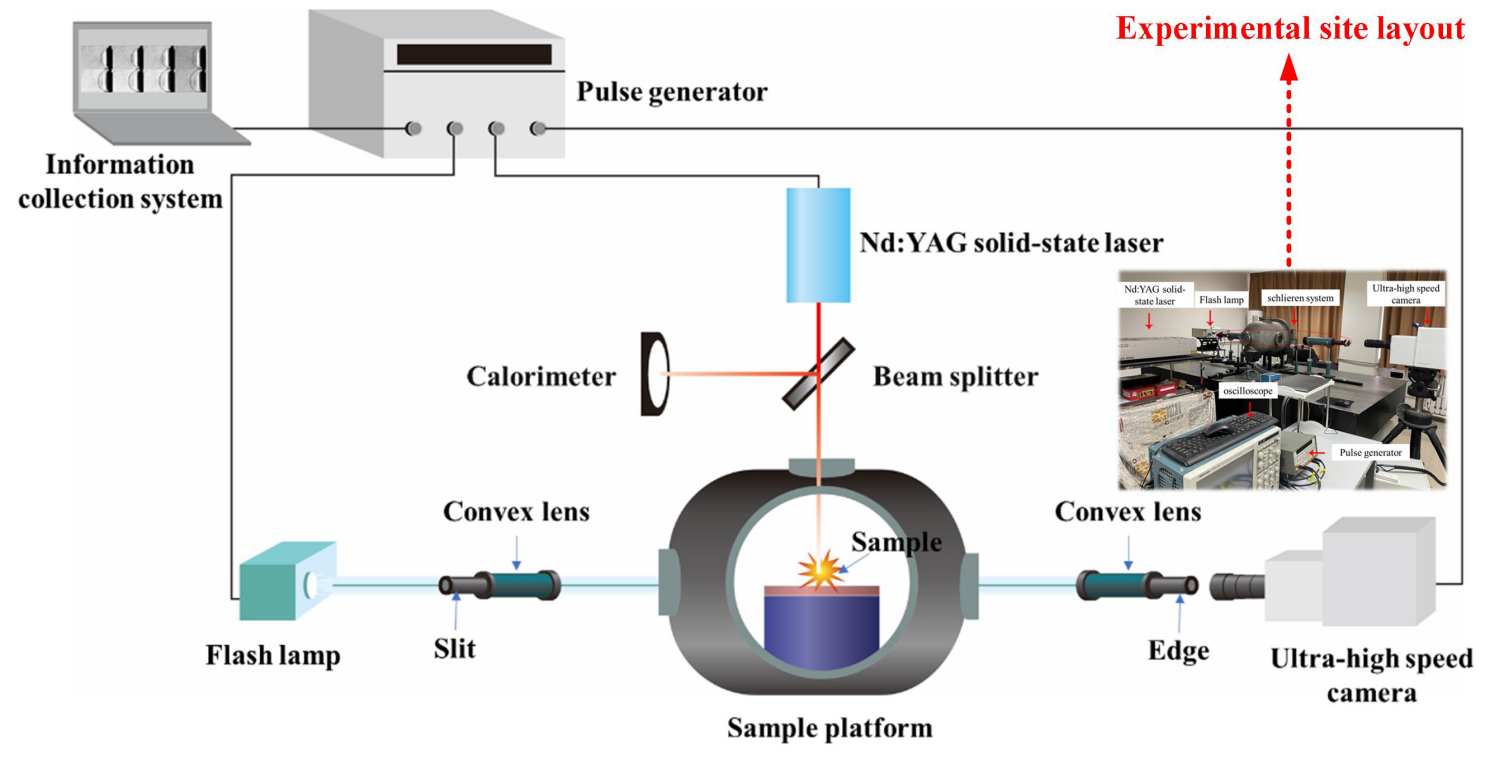 Experimental site layout
Pulse generator
Information
collection system
Nd:YAG solid-state laser
Calorimeter
Beam splitter
Nd:YAG solid-
state laser
Flash lamp
schlieren system
Ultra-high speed
camera
oscilloscope
Pulse generator
Convex lens
Sample
Convex lens
Flash lamp
Slit
Edge
Ultra-high speed
camera
Sample platform